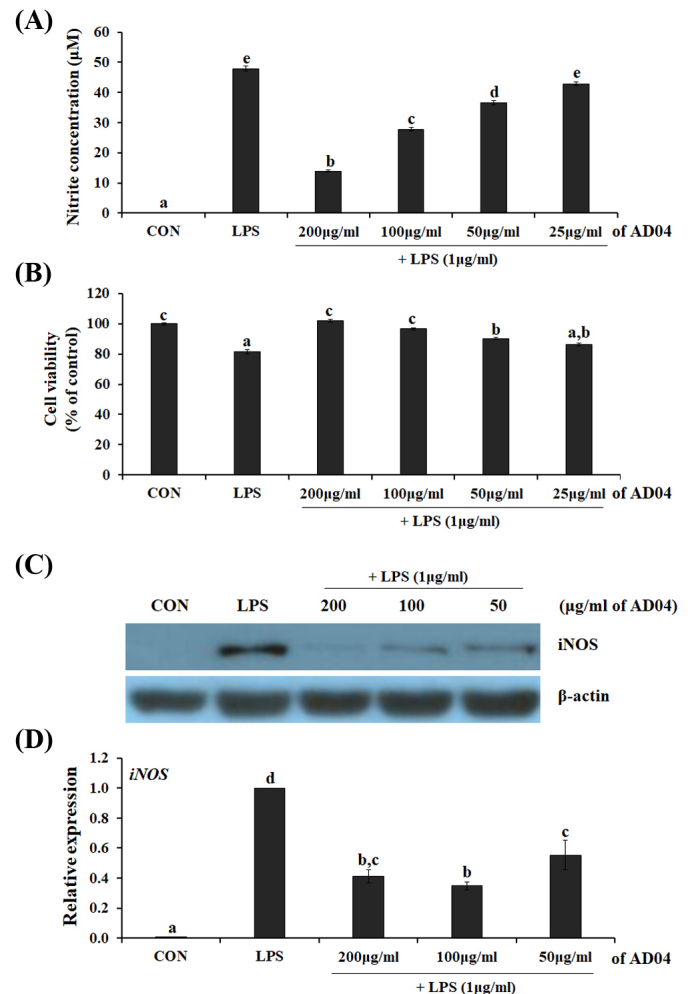 (A)
Nitrite concentration (μM)
60
50
40
30
20
10
0
a
e
b
c
d
e
CON LPS 200μg/ml 100μg/ml 50μg/ml 25μg/ml of AD04
+ LPS (1μg/ml)
(B)
Cell viability
(% of control)
120
100
80
60
40
20
0
c
a
c
c
b
a,b
CON LPS 200μg/ml 100μg/ml 50μg/ml 25μg/ml of AD04
+ LPS (1μg/ml)
(C)
+ LPS (1μg/ml)
CON LPS 200 100 50 (μg/ml of AD04)
iNOS
β-actin
(D)
Relative expression
iNOS
1.2
1.0
0.8
0.6
0.4
0.2
0.0
a
d
b,c
b
c
CON LPS 200μg/ml 100μg/ml 50μg/ml of AD04
+ LPS (1μg/ml)